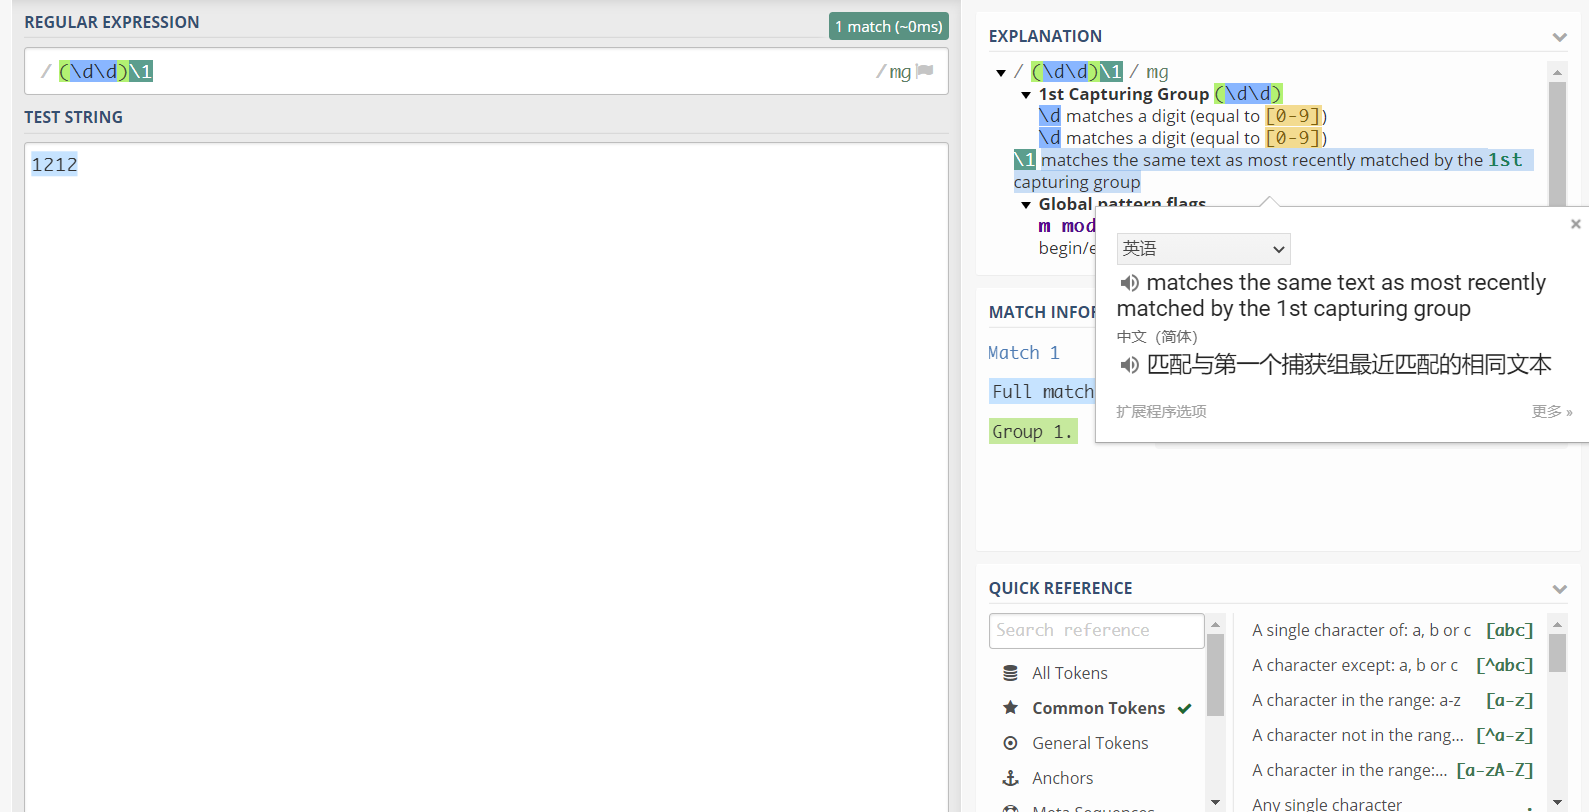 REGULAR EXPRESSION
1 match (~0ms)
/ (\d\d)\1 / mg
TEST STRING
1212
EXPLANATION
/ (\d\d)\1 / mg
1st Capturing Group (\d\d)
\d matches a digit (equal to [0-9])
\d matches a digit (equal to [0-9])
\1 matches the same text as most recently matched by the 1st
capturing group
Global pattern flags
m mod
begin/e
英语
matches the same text as most recently
matched by the 1st capturing group
中文（简体）
匹配与第一个捕获组最近匹配的相同文本
扩展程序选项
更多 »
MATCH INFOR
Match 1
Full match
Group 1.
QUICK REFERENCE
Search reference
All Tokens
Common Tokens
General Tokens
Anchors
Meta Sequences
A single character of: a, b or c [abc]
A character except: a, b or c [^abc]
A character in the range: a-z [a-z]
A character not in the rang... [^a-z]
A character in the range:... [a-zA-Z]
Any single character .